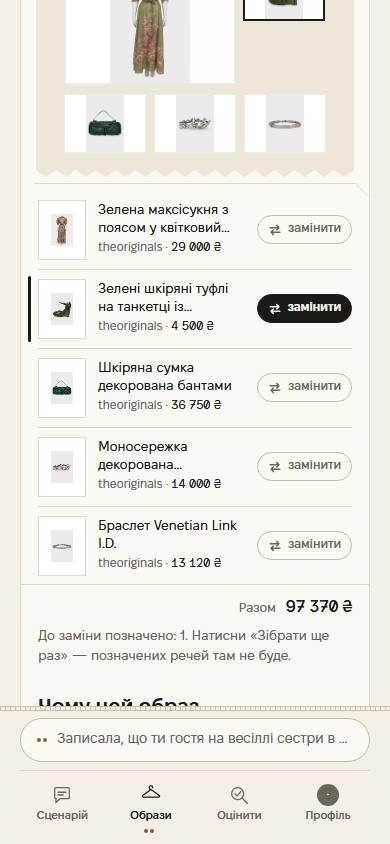 Зелена максісукня з
поясом у квітковий…
theoriginals · 29 000 ₴
замінити
Зелені шкіряні туфлі
на танкетці із…
theoriginals · 4 500 ₴
замінити
Шкіряна сумка
декорована бантами
theoriginals · 36 750 ₴
замінити
Моносережка
декорована…
theoriginals · 14 000 ₴
замінити
Браслет Venetian Link
I.D.
theoriginals · 13 120 ₴
замінити
Разом 97 370 ₴
До заміни позначено: 1. Натисни «Зібрати ще
раз» — позначених речей там не буде.
Чому цей образ
Записала, що ти гостя на весіллі сестри в …
Сценарій
Образи
Оцінити
Профіль